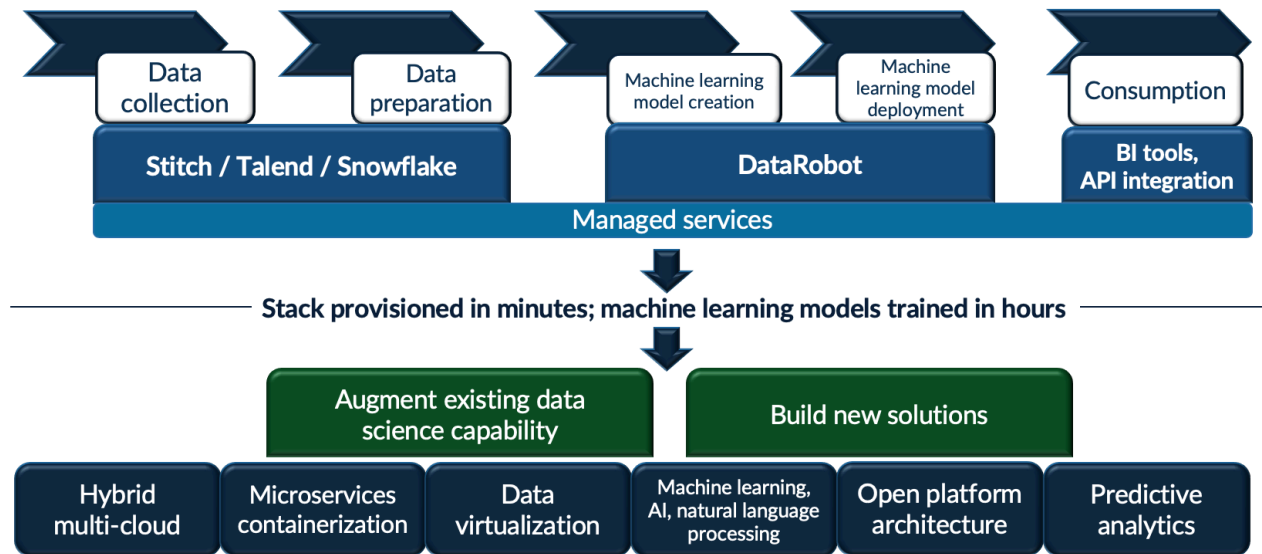 Data
collection
Data
preparation
Machine learning
model creation
Machine
learning model
deployment
Consumption
Stitch / Talend / Snowflake
DataRobot
BI tools,
API integration
Managed services
Stack provisioned in minutes; machine learning models trained in hours
Augment existing data
science capability
Build new solutions
Hybrid
multi-cloud
Microservices
containerization
Data
virtualization
Machine learning,
AI, natural language
processing
Open platform
architecture
Predictive
analytics